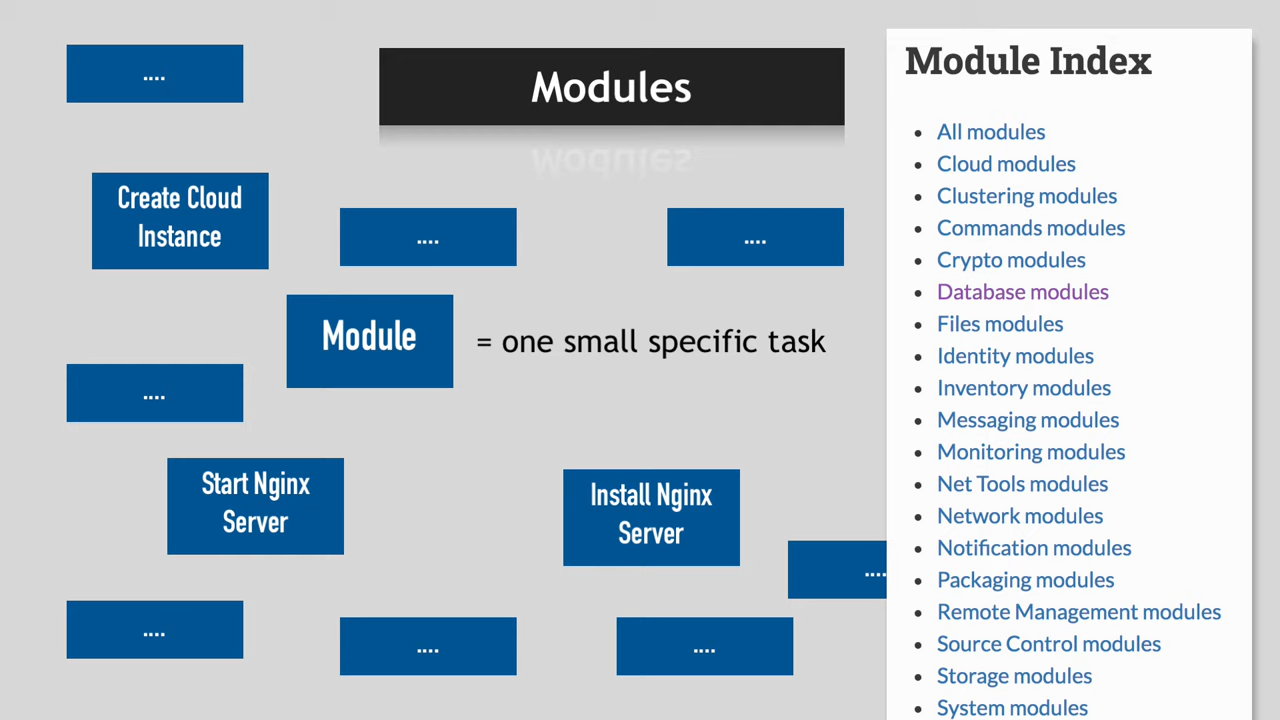 ....
Modules
Create Cloud
Instance
....
....
Module
= one small specific task
....
Start Nginx
Server
Install Nginx
Server
....
....
....
....
Module Index
• All modules
• Cloud modules
• Clustering modules
• Commands modules
• Crypto modules
• Database modules
• Files modules
• Identity modules
• Inventory modules
• Messaging modules
• Monitoring modules
• Net Tools modules
• Network modules
• Notification modules
• Packaging modules
• Remote Management modules
• Source Control modules
• Storage modules
• System modules